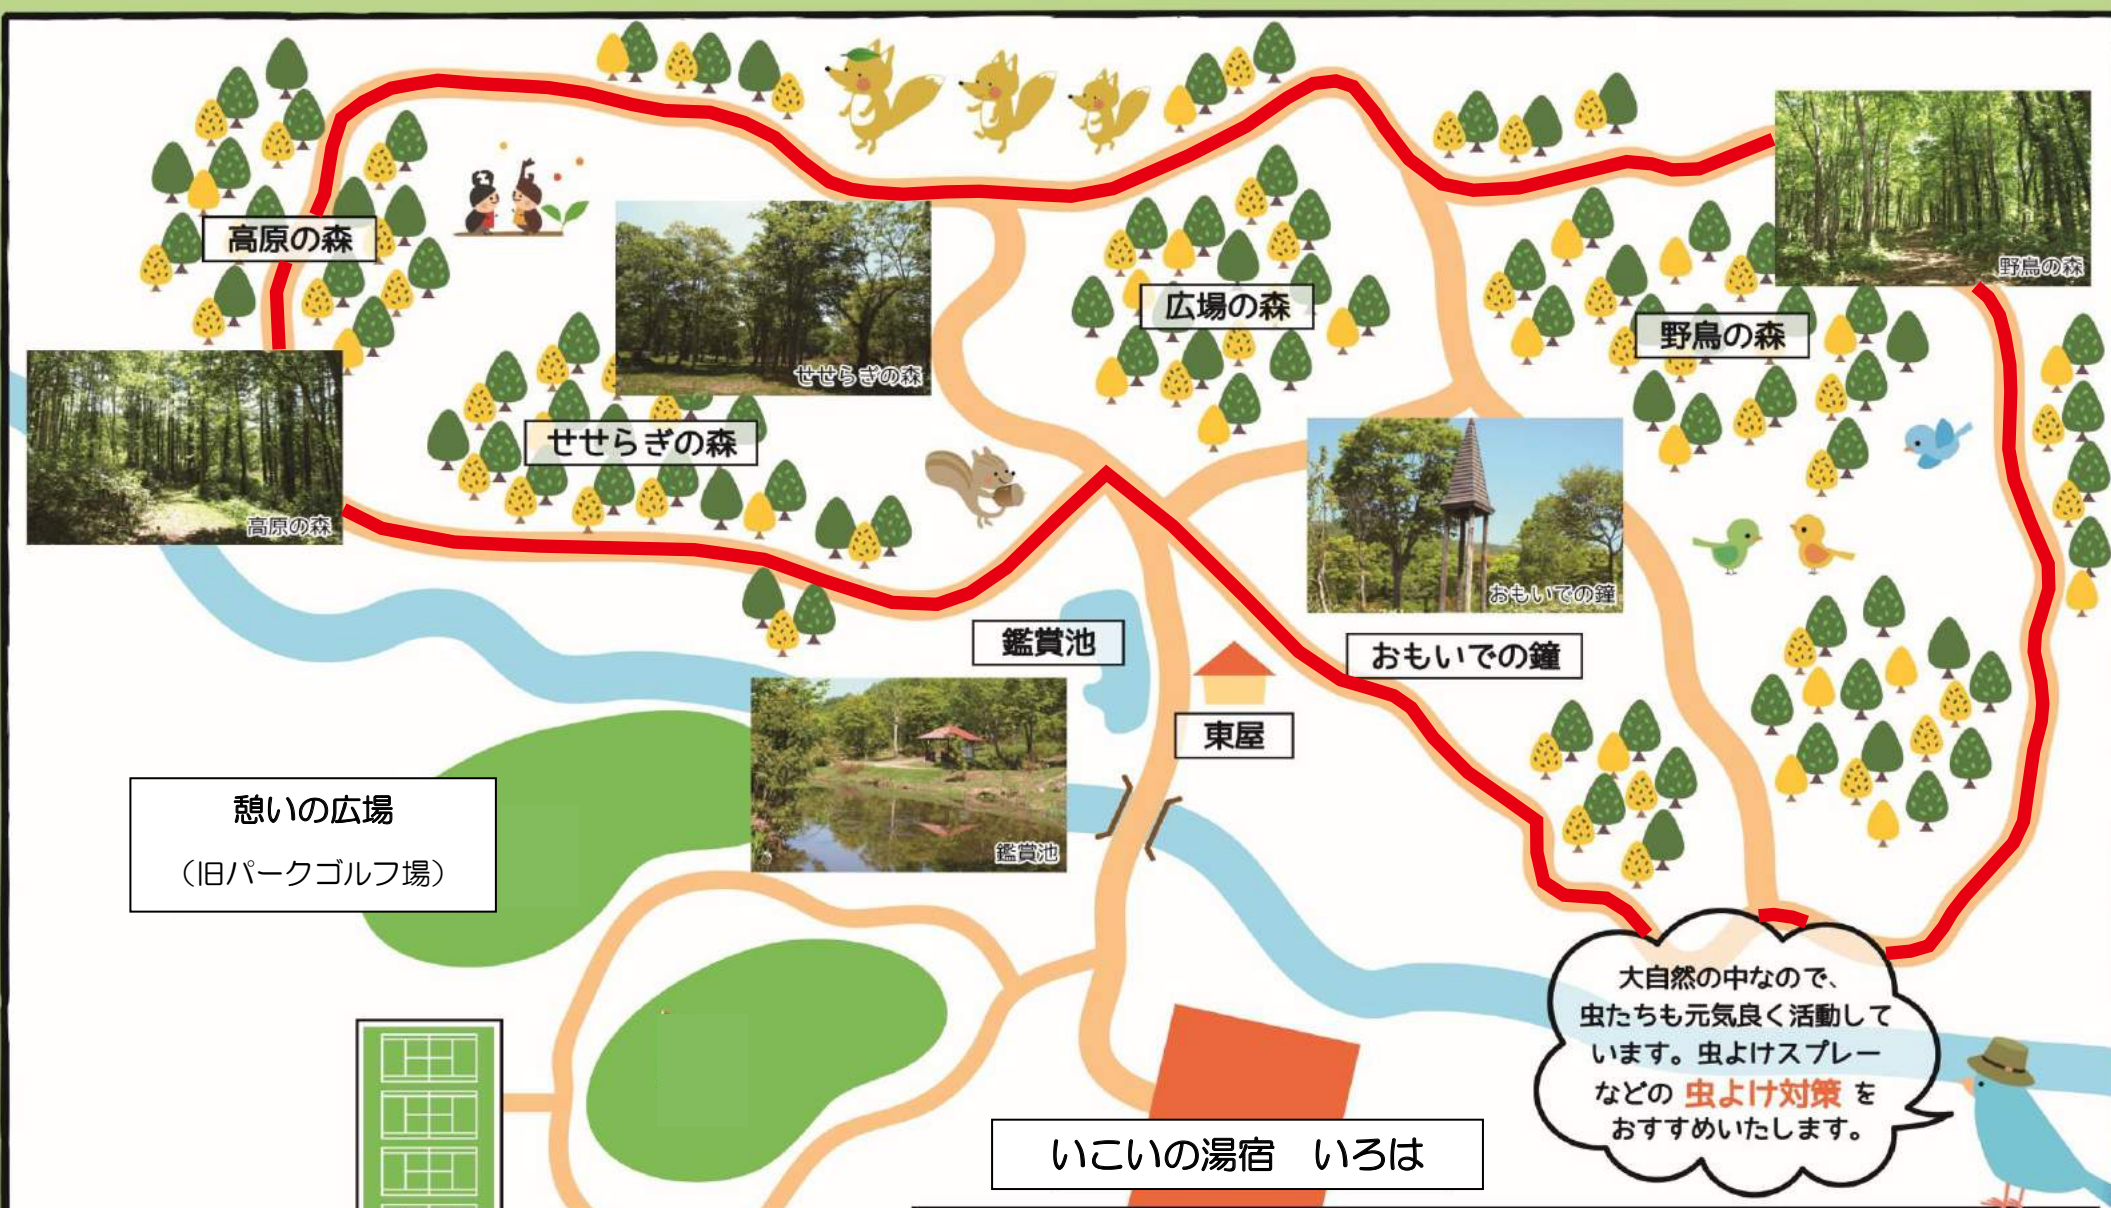 高原の森
野鳥の森
広場の森
野鳥の森
せせらぎの森
せせらぎの森
高原の森
おもいでの鐘
鑑賞池
おもいでの鐘
東屋
憩いの広場
（旧パークゴルフ場）
鑑賞池
大自然の中なので、
虫たちも元気良く活動して
います。虫よけスプレー
などの 虫よけ対策 を
おすすめいたします。
いこいの湯宿　いろは